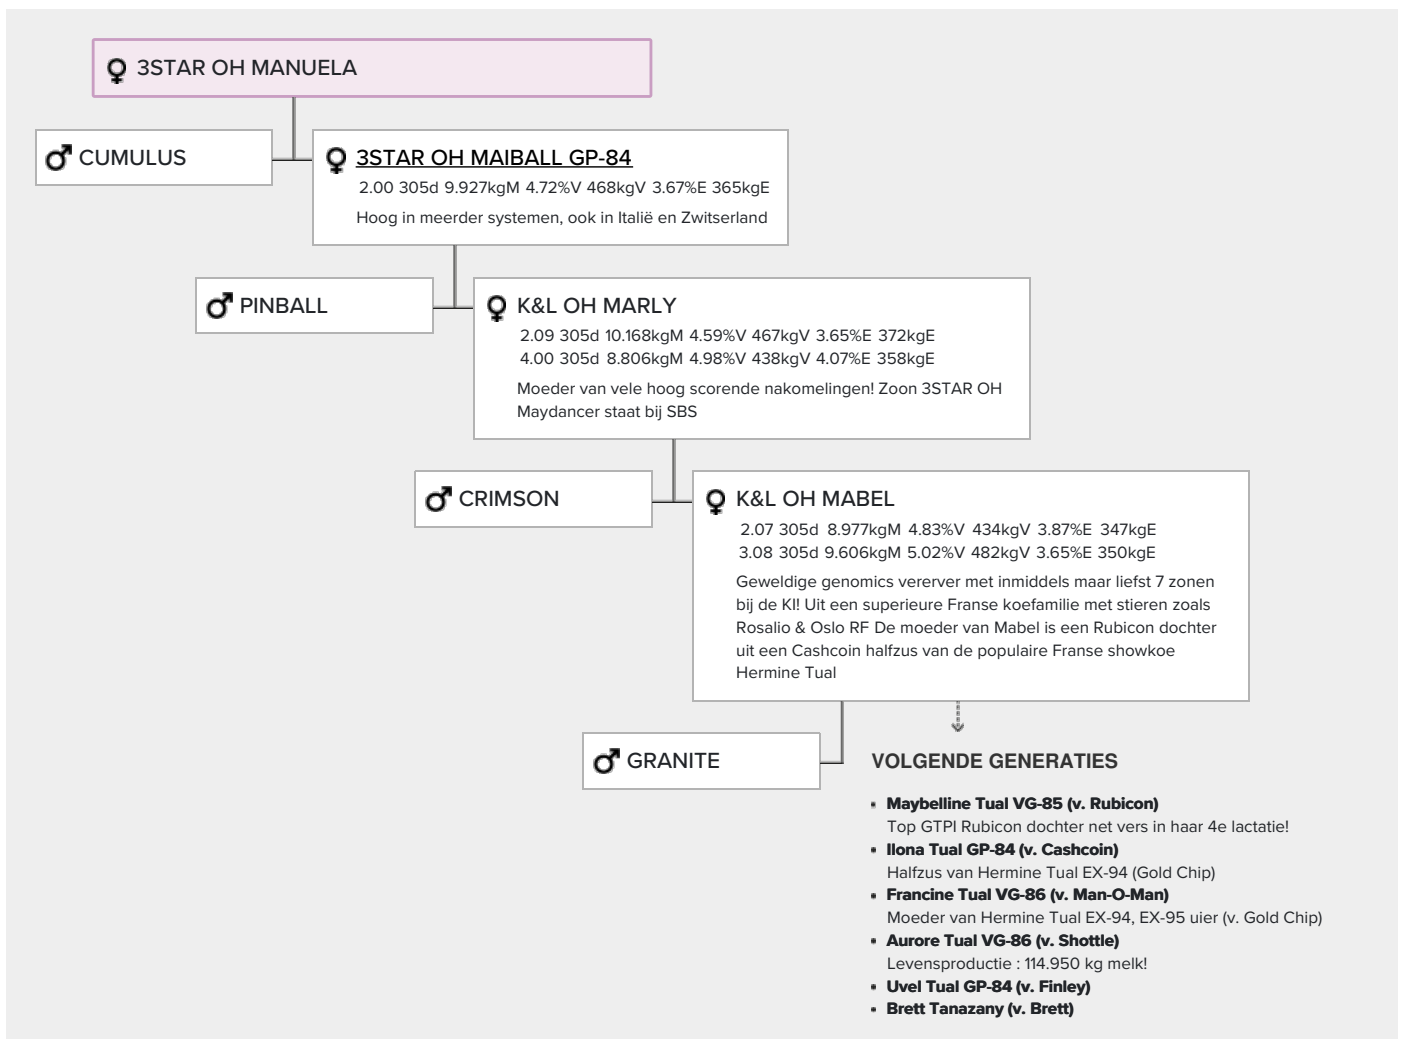 3STAR OH MANUELA
CUMULUS
3STAR OH MAIBALL GP-84
2.00 305d 9.927kgM 4.72%V 468kgV 3.67%E 365kgE
Hoog in meerder systemen, ook in Italië en Zwitserland
PINBALL
K&L OH MARLY
2.09 305d 10.168kgM 4.59%V 467kgV 3.65%E 372kgE
4.00 305d 8.806kgM 4.98%V 438kgV 4.07%E 358kgE
Moeder van vele hoog scorende nakomelingen! Zoon 3STAR OH
Maydancer staat bij SBS
CRIMSON
K&L OH MABEL
2.07 305d 8.977kgM 4.83%V 434kgV 3.87%E 347kgE
3.08 305d 9.606kgM 5.02%V 482kgV 3.65%E 350kgE
Geweldige genomics vererver met inmiddels maar liefst 7 zonen
bij de KI! Uit een superieure Franse koefamilie met stieren zoals
Rosalio & Oslo RF De moeder van Mabel is een Rubicon dochter
uit een Cashcoin halfzus van de populaire Franse showkoe
Hermine Tual
GRANITE
VOLGENDE GENERATIES
Maybelline Tual VG-85 (v. Rubicon)
Top GTPI Rubicon dochter net vers in haar 4e lactatie!
Ilona Tual GP-84 (v. Cashcoin)
Halfzus van Hermine Tual EX-94 (Gold Chip)
Francine Tual VG-86 (v. Man-O-Man)
Moeder van Hermine Tual EX-94, EX-95 uier (v. Gold Chip)
Aurore Tual VG-86 (v. Shottle)
Levensproductie : 114.950 kg melk!
Uvel Tual GP-84 (v. Finley)
Brett Tanazany (v. Brett)